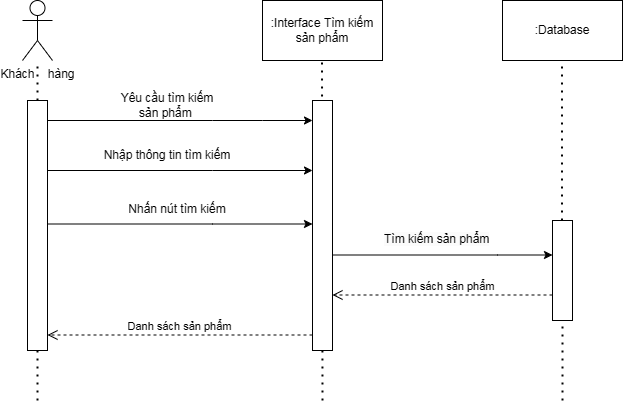 :Interface Tìm kiếm
sản phẩm
:Database
Khách hàng
Yêu cầu tìm kiếm
sản phẩm
Nhập thông tin tìm kiếm
Nhấn nút tìm kiếm
Tìm kiếm sản phẩm
Danh sách sản phẩm
Danh sách sản phẩm